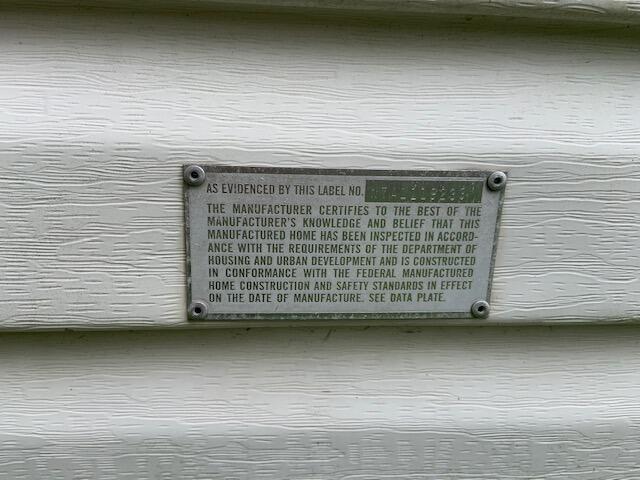 AS EVIDENCED BY THIS LABEL NO.
THE MANUFACTURER CERTIFIES TO THE BEST OF THE
MANUFACTURER'S KNOWLEDGE AND BELIEF THAT THIS
MANUFACTURED HOME HAS BEEN INSPECTED IN ACCORD-
ANCE WITH THE REQUIREMENTS OF THE DEPARTMENT OF
HOUSING AND URBAN DEVELOPMENT AND IS CONSTRUCTED
IN CONFORMANCE WITH THE FEDERAL MANUFACTURED
HOME CONSTRUCTION AND SAFETY STANDARDS IN EFFECT
ON THE DATE OF MANUFACTURE. SEE DATA PLATE.